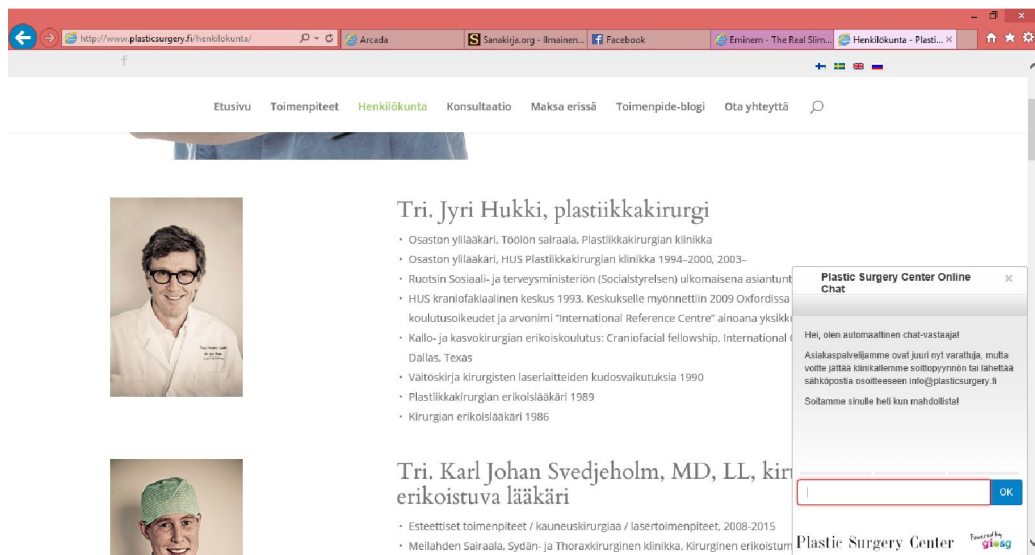 http://www.plasticsurgery.fi/henkilokunta/
Arcada
Sanakirja.org - Ilmainen...
Facebook
Eminem - The Real Slim...
Henkilökunta - Plasti...
Etusivu Toimenpiteet Henkilökunta Konsultaatio Maksa erissä Toimenpide-blogi Ota yhteyttä
Tri. Jyri Hukki, plastiikkakirurgi
• Osaston ylilääkäri, Töölön sairaala, Plastiikkakirurgian klinikka
• Osaston ylilääkäri, HUS Plastiikkakirurgian klinikka 1994–2000, 2003–
• Ruotsin Sosiaali- ja terveysministeriön (Socialstyrelsen) ulkomaisena asiantunt
• HUS kraniofakiaalinen keskus 1993. Keskukselle myönnettiin 2009 Oxfordissa
koulutusoikeudet ja arvonimi "International Reference Centre" ainoana yksikkö
• Kallo- ja kasvokirurgian erikoiskoulutus: Craniofacial fellowship, International
Dallas, Texas
• Väitöskirja kirurgisten laserlaitteiden kudosvaikutuksia 1990
• Plastiikkakirurgian erikoislääkäri 1989
• Kirurgian erikoislääkäri 1986
Tri. Karl Johan Svedjeholm, MD, LL, kiru
erikoistuva lääkäri
• Esteettiset toimenpiteet / kauneuskirurgiaa / lasertoimenpiteet, 2008-2015
• Meilahden Sairaala, Sydän- ja Thoraxkirurginen klinikka, Kirurginen erikoistum
Plastic Surgery Center Online
Chat
Hei, olen automaattinen chat-vastaaja!
Asiakaspalvelijamme ovat juuri nyt varattuja, mutta
voitte jättää klinikallemme soittopyynnön tai lähettää
sähköpostia osoitteeseen info@plasticsurgery.fi
Soitamme sinulle heti kun mahdollista!
OK
Plastic Surgery Center
Powered by
giosg